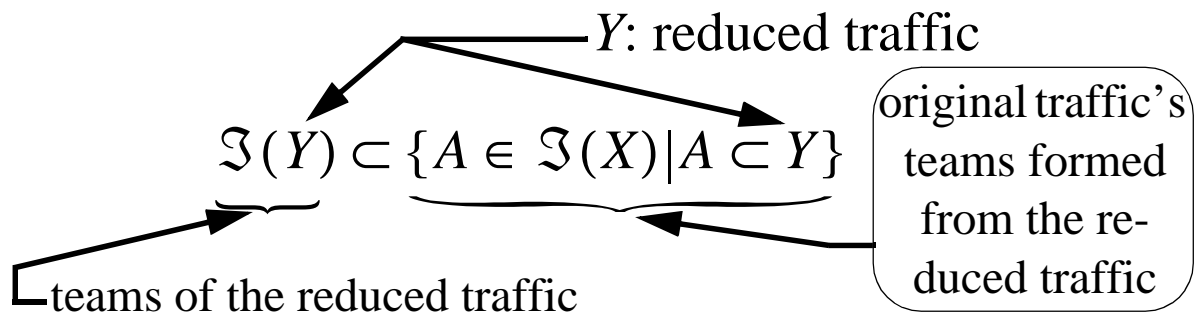 Y: reduced traffic
ℑ(Y) ⊂ {A ∈ ℑ(X)|A ⊂ Y}
original traffic’s
teams formed
from the re-
duced traffic
teams of the reduced traffic